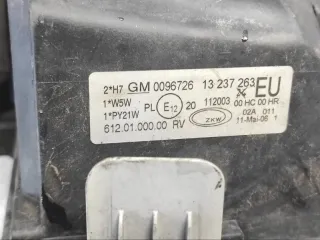 2*H7 GM 0096726 13 237 263 EU
1*W5W PL E12 20 112003 00 HC 00 HR
1*PY21W ZKW 02A 011
612.01.000.00 RV 11-Mai-06 1